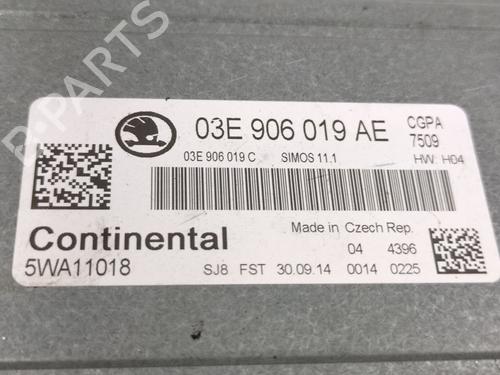 B-PARTS
03E 906 019 AE
CGPA
7509
03E 906 019 C SIMOS 11.1
HW: H04
Continental
Made in Czech Rep.
04 4396
5WA11018
SJ8 FST 30.09.14 0014 0225